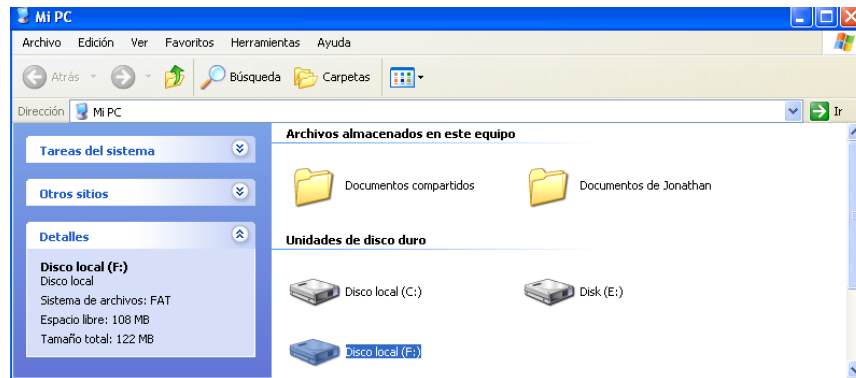 Mi PC
Archivo Edición Ver Favoritos Herramientas Ayuda
Atrás Búsqueda Carpetas
Dirección Mi PC Ir
Tareas del sistema
Otros sitios
Detalles
Disco local (F:)
Disco local
Sistema de archivos: FAT
Espacio libre: 108 MB
Tamaño total: 122 MB
Archivos almacenados en este equipo
Documentos compartidos Documentos de Jonathan
Unidades de disco duro
Disco local (C:) Disk (E:)
Disco local (F:)